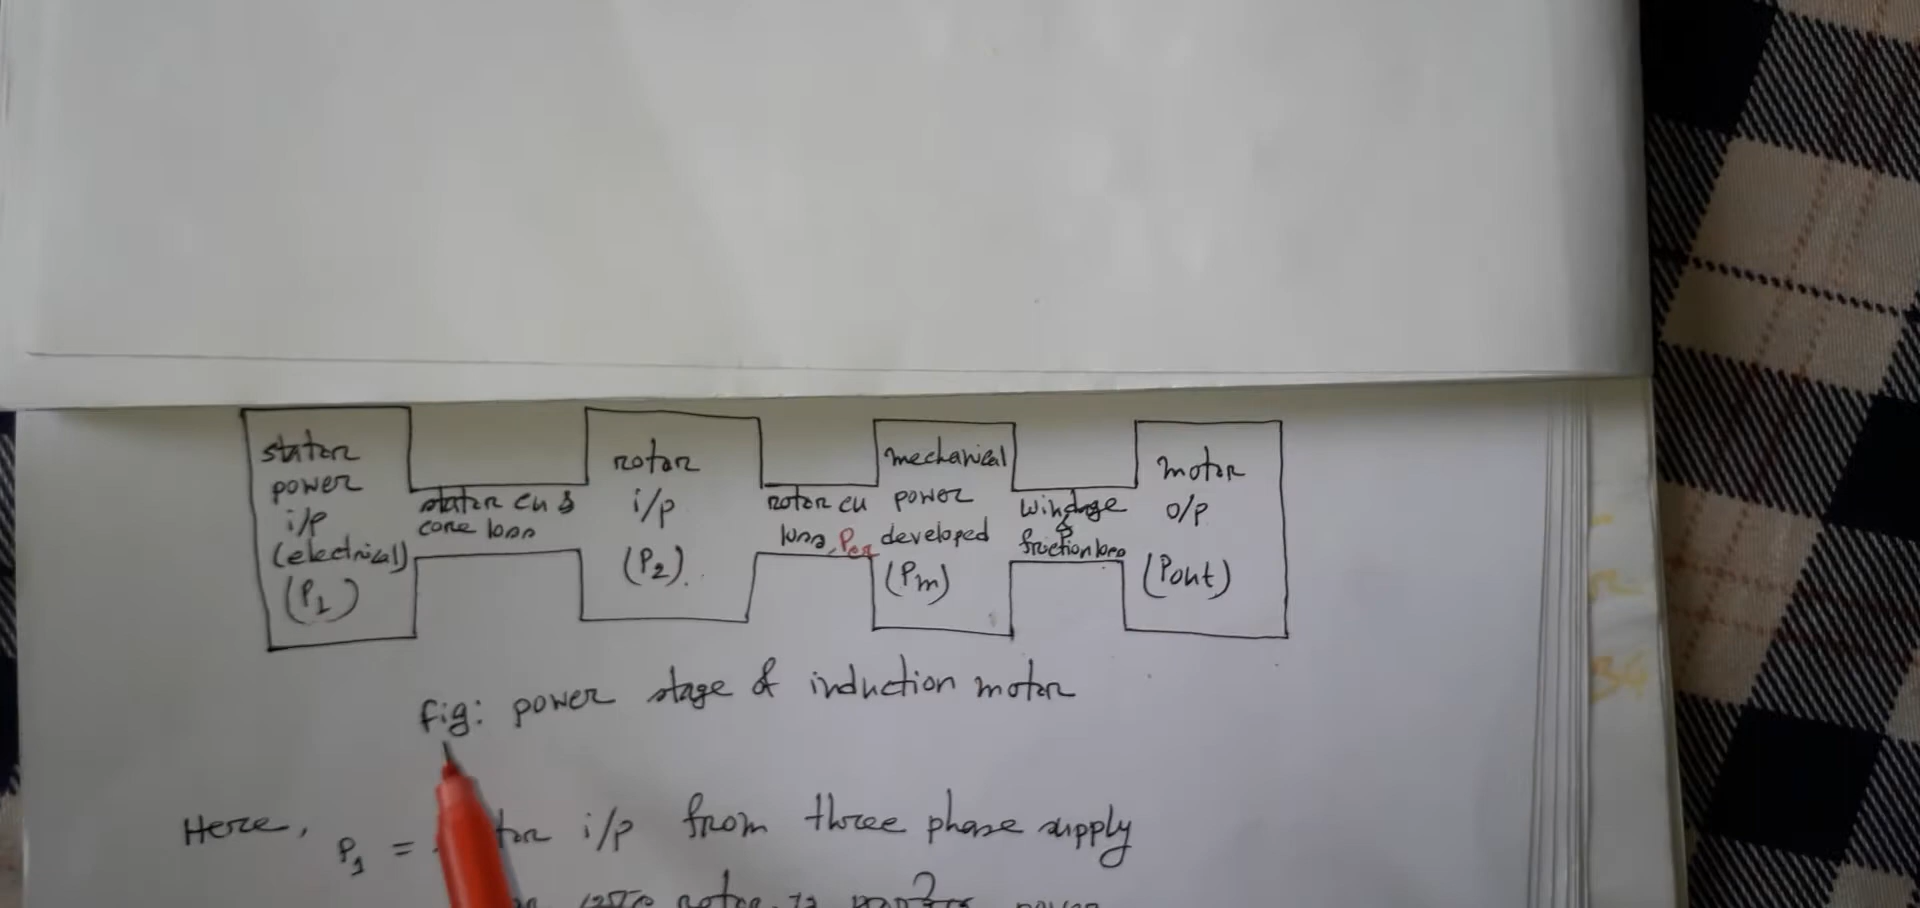 stator
power
i/p
(electrical)
(P1)
stator cu &
core loss
rotor
i/p
(P2)
rotor cu
loss,
mechanical
power
developed
(Pm)
windage
&
friction loss
motor
o/p
(Pout)
fig: power stage of induction motor
Here,
P1 = i/p from three phase supply